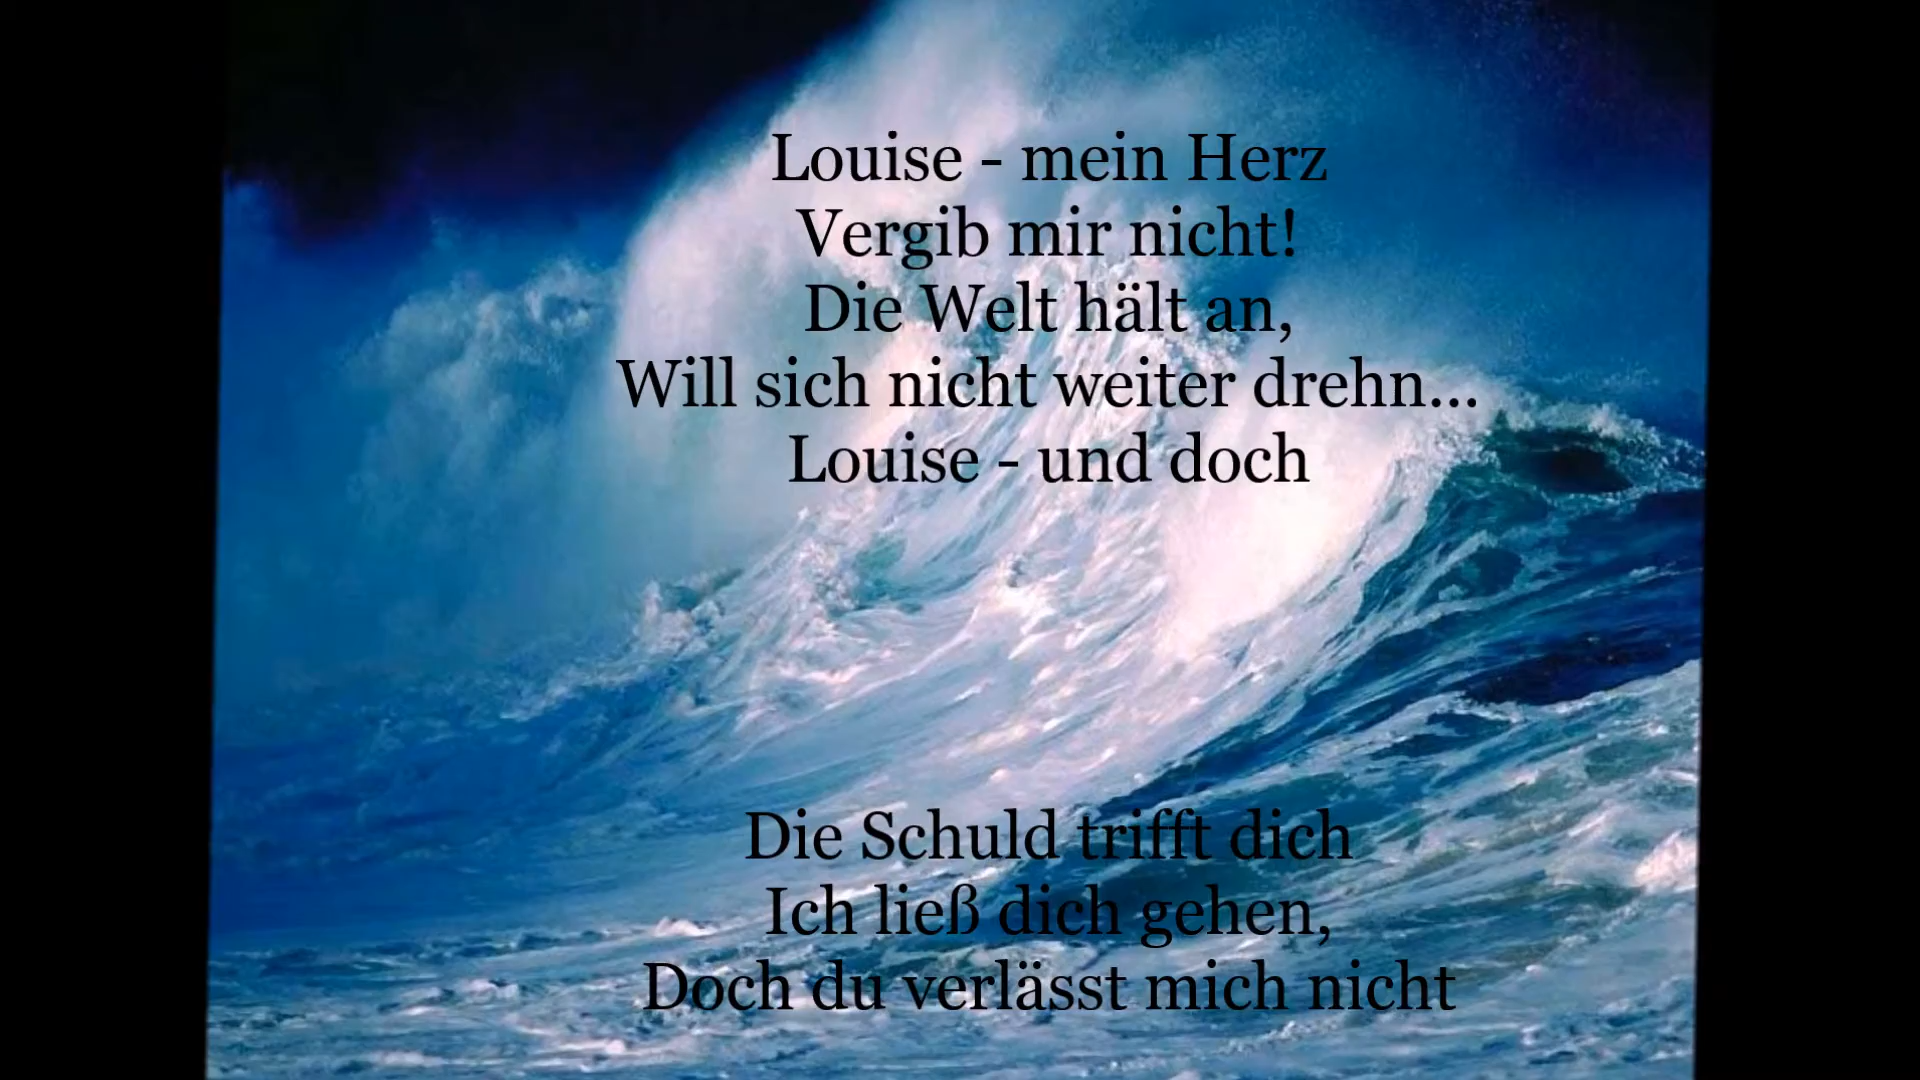 Louise - mein Herz
Vergib mir nicht!
Die Welt hält an,
Will sich nicht weiter drehn...
Louise - und doch
Die Schuld trifft dich
Ich ließ dich gehen,
Doch du verlässt mich nicht